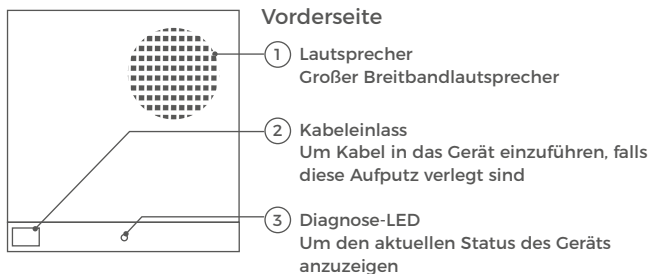 Vorderseite
1 Lautsprecher
Großer Breitbandlautsprecher
2 Kabeleinlass
Um Kabel in das Gerät einzuführen, falls
diese Aufputz verlegt sind
3 Diagnose-LED
Um den aktuellen Status des Geräts
anzuzeigen